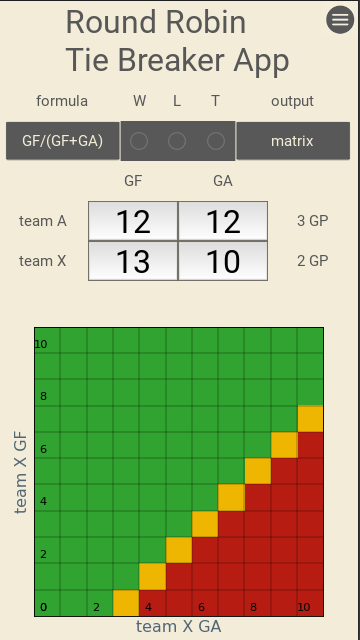 Round Robin
Tie Breaker App
formula W L T output
GF/(GF+GA) matrix
GF GA
team A 12 12 3 GP
team X 13 10 2 GP
10
8
6
4
2
0 2 4 6 8 10
team X GF
team X GA